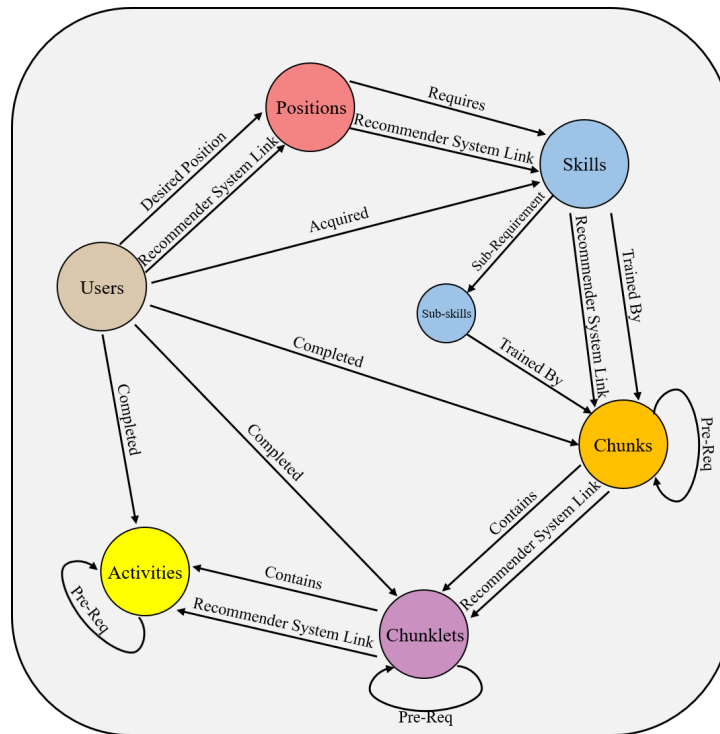 Requires
Positions
Recommender System Link
Skills
Desired Position
Recommender System Link
Acquired
Sub-Requirement
Recommender System Link
Trained By
Users
Sub-skills
Completed
Trained By
Completed
Completed
Chunks
Pre-Req
Contains
Recommender System Link
Activities
Contains
Pre-Req
Recommender System Link
Chunklets
Pre-Req